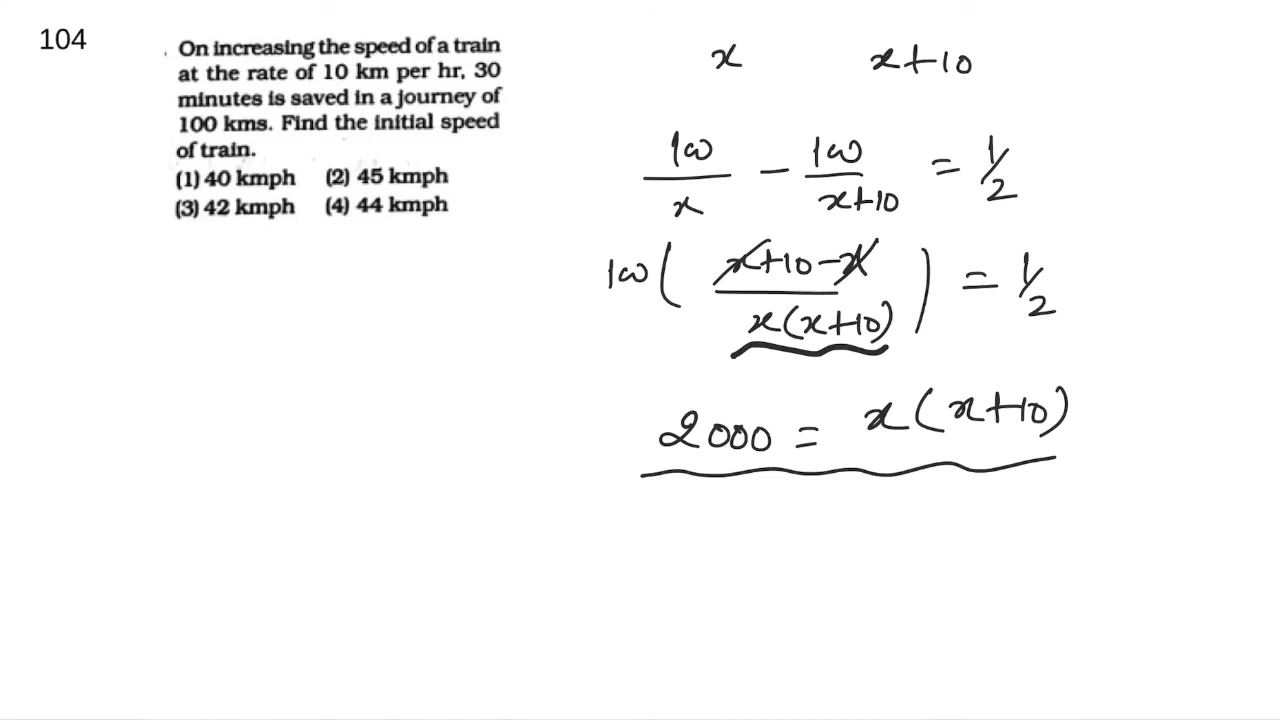 104
On increasing the speed of a train
at the rate of 10 km per hr, 30
minutes is saved in a journey of
100 kms. Find the initial speed
of train.
(1) 40 kmph (2) 45 kmph
(3) 42 kmph (4) 44 kmph
x x+10
100/x - 100/x+10 = 1/2
100 ( x+10-x / x(x+10) ) = 1/2
2000 = x(x+10)